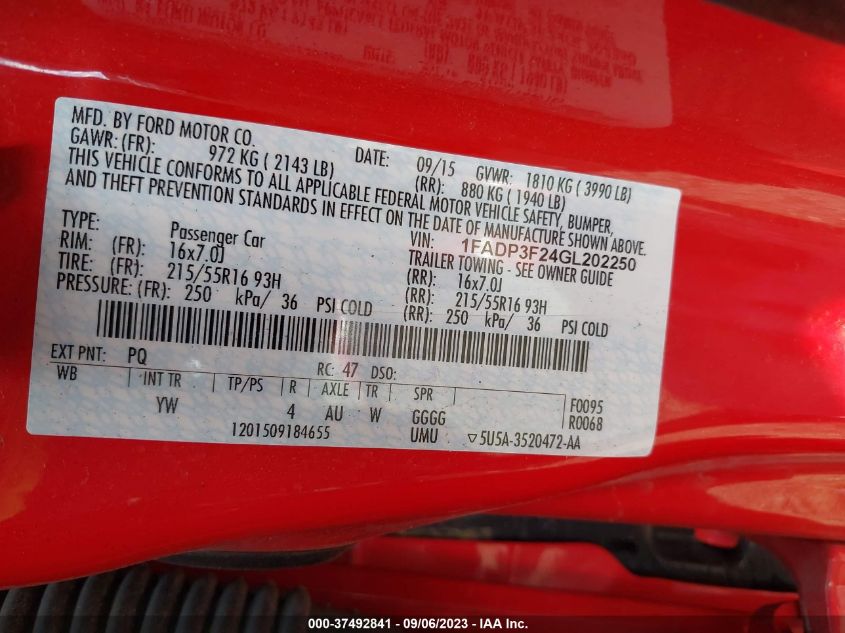 MFD. BY FORD MOTOR CO.
DATE: 09/15 GVWR: 1810 KG ( 3990 LB)
GAWR: (FR): 972 KG ( 2143 LB) (RR): 880 KG ( 1940 LB)
THIS VEHICLE CONFORMS TO ALL APPLICABLE FEDERAL MOTOR VEHICLE SAFETY, BUMPER,
AND THEFT PREVENTION STANDARDS IN EFFECT ON THE DATE OF MANUFACTURE SHOWN ABOVE.
VIN: 1FADP3F24GL202250
TYPE: Passenger Car TRAILER TOWING - SEE OWNER GUIDE
RIM: (FR): 16x7.0J (RR): 16x7.0J
TIRE: (FR): 215/55R16 93H (RR): 215/55R16 93H
PRESSURE: (FR): 250 kPa/ 36 PSI COLD (RR): 250 kPa/ 36 PSI COLD
EXT PNT: PQ RC: 47 DSO:
WB INT TR TP/PS R AXLE TR SPR F0095
YW 4 AU W GGGG R0068
1201509184655 UMU ▽5U5A-3520472-AA
000-37492841 - 09/06/2023 - IAA Inc.